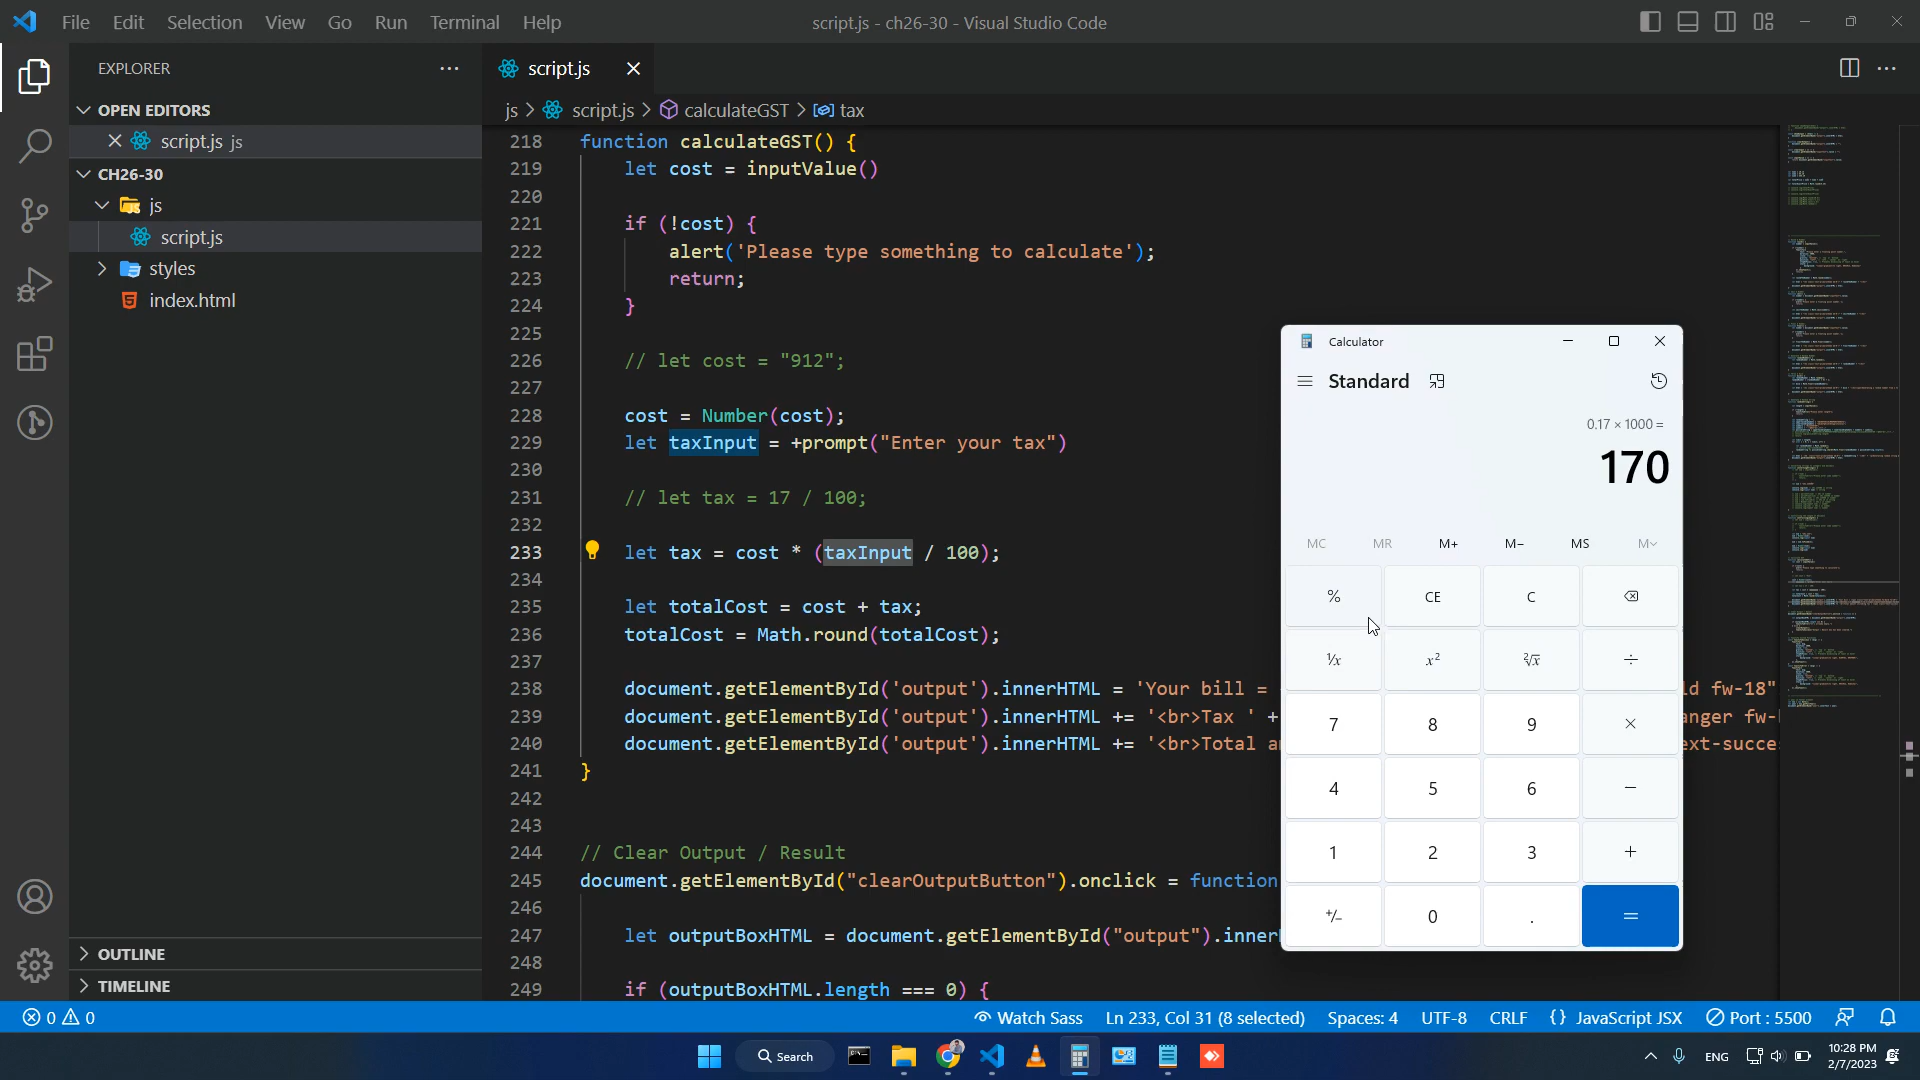 File Edit Selection View Go Run Terminal Help
script.js - ch26-30 - Visual Studio Code
EXPLORER
OPEN EDITORS
script.js js
CH26-30
js
script.js
styles
index.html
OUTLINE
TIMELINE
script.js
js > script.js > calculateGST > tax
218 function calculateGST() {
219 let cost = inputValue()
220
221 if (!cost) {
222 alert('Please type something to calculate');
223 return;
224 }
225
226 // let cost = "912";
227
228 cost = Number(cost);
229 let taxInput = +prompt("Enter your tax")
230
231 // let tax = 17 / 100;
232
233 let tax = cost * (taxInput / 100);
234
235 let totalCost = cost + tax;
236 totalCost = Math.round(totalCost);
237
238 document.getElementById('output').innerHTML = 'Your bill = ld fw-18"
239 document.getElementById('output').innerHTML += '<br>Tax ' + anger fw-
240 document.getElementById('output').innerHTML += '<br>Total a ext-succe
241 }
242
243
244 // Clear Output / Result
245 document.getElementById("clearOutputButton").onclick = function
246
247 let outputBoxHTML = document.getElementById("output").inner
248
249 if (outputBoxHTML.length === 0) {
Calculator
Standard
0.17 × 1000 =
170
MC MR M+ M− MS M
% CE C
¹/x x² ²√x ÷
7 8 9 ×
4 5 6 −
1 2 3 +
+/− 0 . =
0 0
Watch Sass Ln 233, Col 31 (8 selected) Spaces: 4 UTF-8 CRLF {} JavaScript JSX Port : 5500
Search
ENG
10:28 PM
2/7/2023